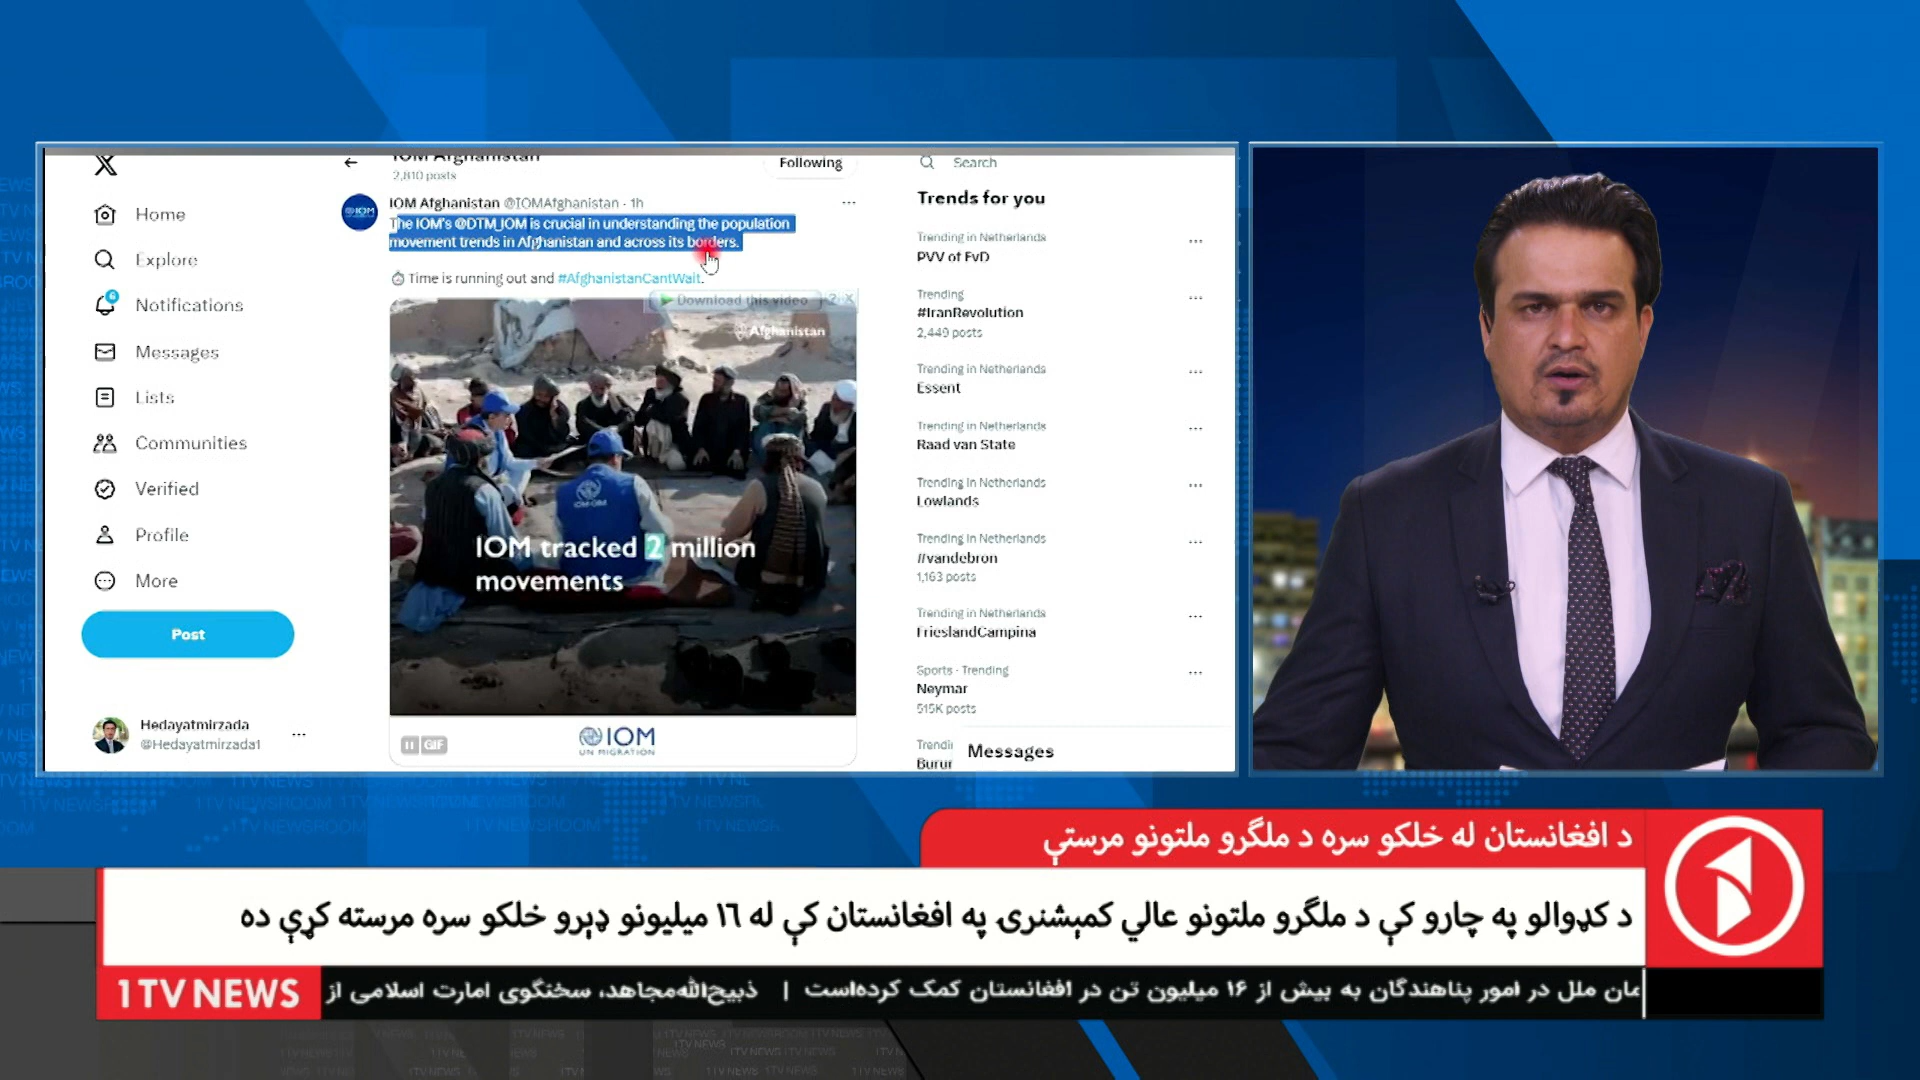 IOM Afghanistan
2,810 posts
Following
Search
Home
Explore
6
Notifications
Messages
Lists
Communities
Verified
Profile
More
Post
Hedayatmirzada
@Hedayatmirzada1
IOM Afghanistan @IOMAfghanistan · 1h
The IOM's @DTM_IOM is crucial in understanding the population
movement trends in Afghanistan and across its borders.
Time is running out and #AfghanistanCantWait.
Download this video ? X
Afghanistan
IOM·OIM
IOM tracked 2 million
movements
GIF
IOM
UN MIGRATION
Trends for you
Trending in Netherlands
PVV of FvD
Trending
#IranRevolution
2,449 posts
Trending in Netherlands
Essent
Trending in Netherlands
Raad van State
Trending in Netherlands
Lowlands
Trending in Netherlands
#vandebron
1,163 posts
Trending in Netherlands
FrieslandCampina
Sports · Trending
Neymar
515K posts
Messages
د افغانستان له خلکو سره د ملګرو ملتونو مرستې
د کډوالو په چارو کې د ملګرو ملتونو عالي کمېشنرۍ په افغانستان کې له ١٦ میلیونو ډېرو خلکو سره مرسته کړې ده
1TV NEWS
مان ملل در امور پناهندگان به بیش از ۱۶ میلیون تن در افغانستان کمک کرده‌است | ذبیح‌الله‌مجاهد، سخنگوی امارت اسلامی از